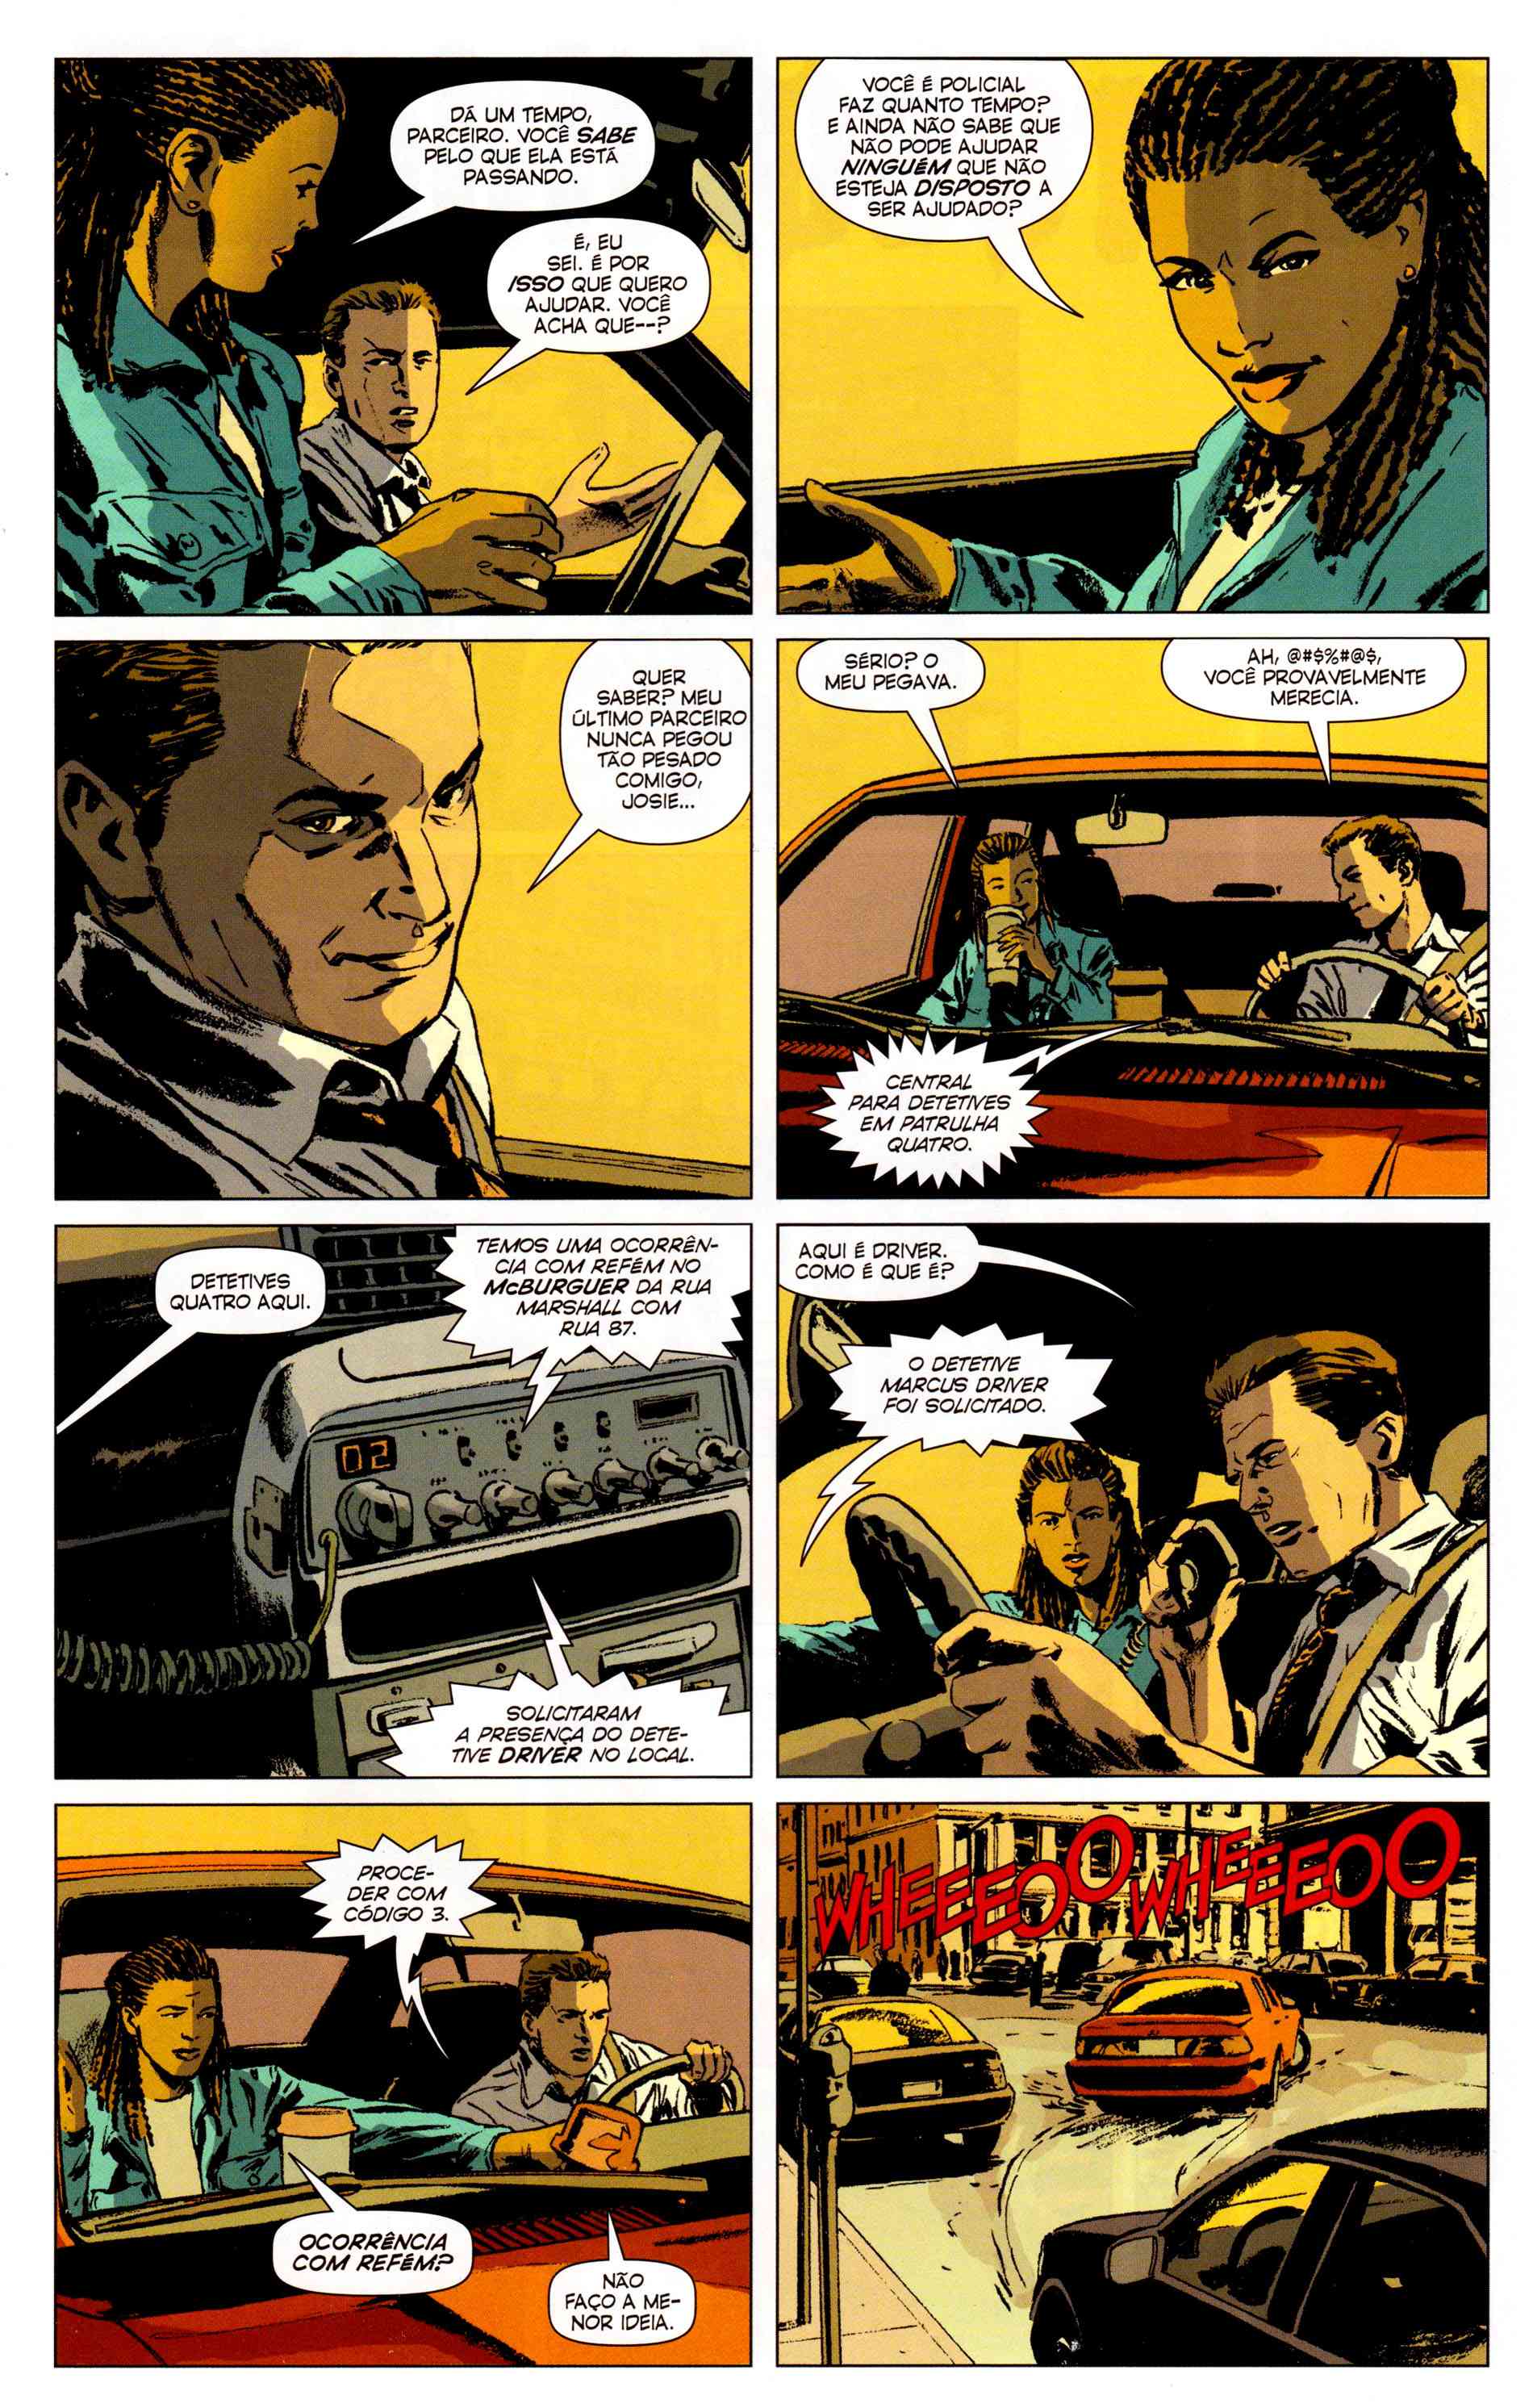 DÁ UM TEMPO,
PARCEIRO. VOCÊ SABE
PELO QUE ELA ESTÁ
PASSANDO.
É, EU
SEI. É POR
ISSO QUE QUERO
AJUDAR. VOCÊ
ACHA QUE--?
VOCÊ É POLICIAL
FAZ QUANTO TEMPO?
E AINDA NÃO SABE QUE
NÃO PODE AJUDAR
NINGUÉM QUE NÃO
ESTEJA DISPOSTO A
SER AJUDADO?
QUER
SABER? MEU
ÚLTIMO PARCEIRO
NUNCA PEGOU
TÃO PESADO
COMIGO,
JOSIE...
SÉRIO? O
MEU PEGAVA.
AH, @#$%#@$,
VOCÊ PROVAVELMENTE
MERECIA.
CENTRAL
PARA DETETIVES
EM PATRULHA
QUATRO.
DETETIVES
QUATRO AQUI.
TEMOS UMA OCORRÊN-
CIA COM REFÉM NO
McBURGUER DA RUA
MARSHALL COM
RUA 87.
02
SOLICITARAM
A PRESENÇA DO DETE-
TIVE DRIVER NO LOCAL.
AQUI É DRIVER.
COMO É QUE É?
O DETETIVE
MARCUS DRIVER
FOI SOLICITADO.
PROCE-
DER COM
CÓDIGO 3.
OCORRÊNCIA
COM REFÉM?
NÃO
FAÇO A ME-
NOR IDEIA.
WHEEEEOO WHEEEEOO